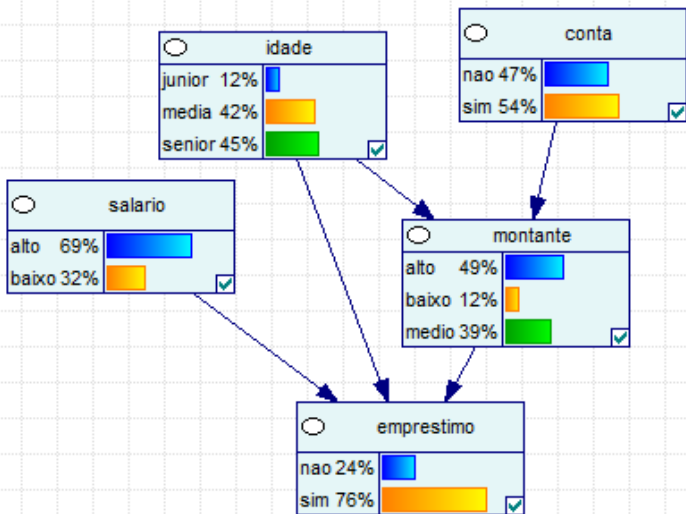 idade
junior 12%
media 42%
senior 45%
conta
nao 47%
sim 54%
salario
alto 69%
baixo 32%
montante
alto 49%
baixo 12%
medio 39%
emprestimo
nao 24%
sim 76%